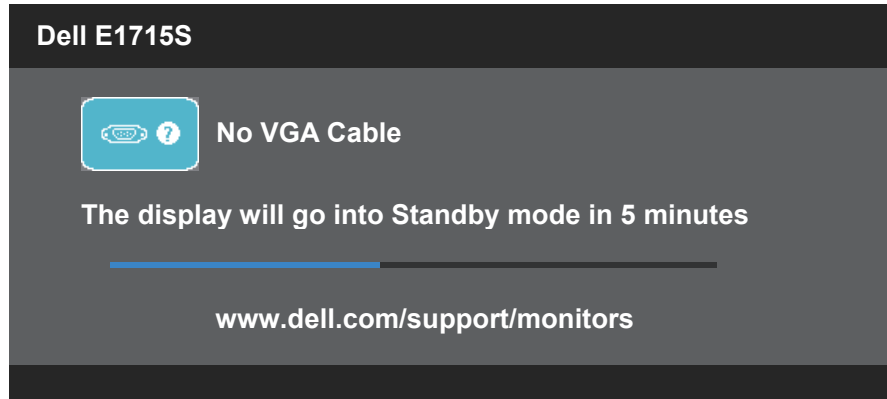 Dell E1715S
No VGA Cable
The display will go into Standby mode in 5 minutes
www.dell.com/support/monitors